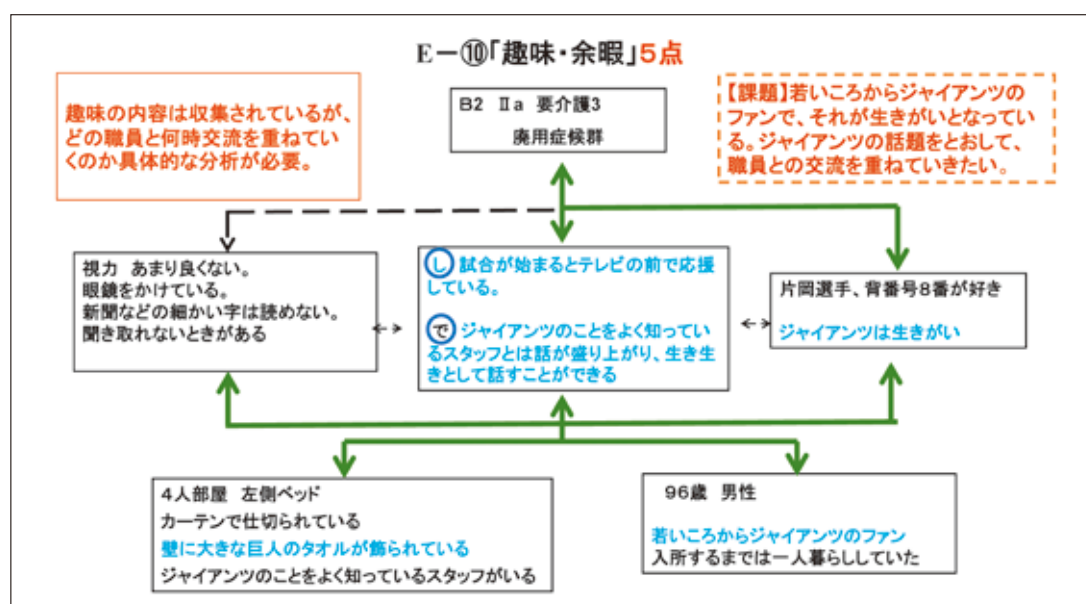 E－⑩「趣味・余暇」5点
趣味の内容は収集されているが、
どの職員と何時交流を重ねてい
くのか具体的な分析が必要。
B2 Ⅱa 要介護3
廃用症候群
【課題】若いころからジャイアンツの
ファンで、それが生きがいとなってい
る。ジャイアンツの話題をとおして、
職員との交流を重ねていきたい。
視力 あまり良くない。
眼鏡をかけている。
新聞などの細かい字は読めない。
聞き取れないときがある
し 試合が始まるとテレビの前で応援
している。
で ジャイアンツのことをよく知ってい
るスタッフとは話が盛り上がり、生き生
きとして話すことができる
片岡選手、背番号8番が好き
ジャイアンツは生きがい
4人部屋 左側ベッド
カーテンで仕切られている
壁に大きな巨人のタオルが飾られている
ジャイアンツのことをよく知っているスタッフがいる
96歳 男性
若いころからジャイアンツのファン
入所するまでは一人暮らししていた